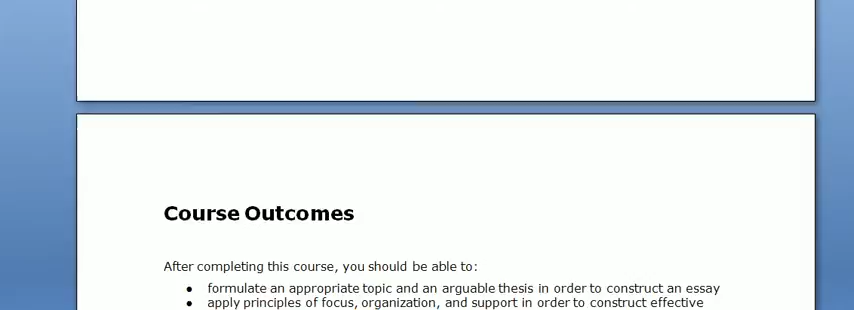 Course Outcomes
After completing this course, you should be able to:
• formulate an appropriate topic and an arguable thesis in order to construct an essay
• apply principles of focus, organization, and support in order to construct effective